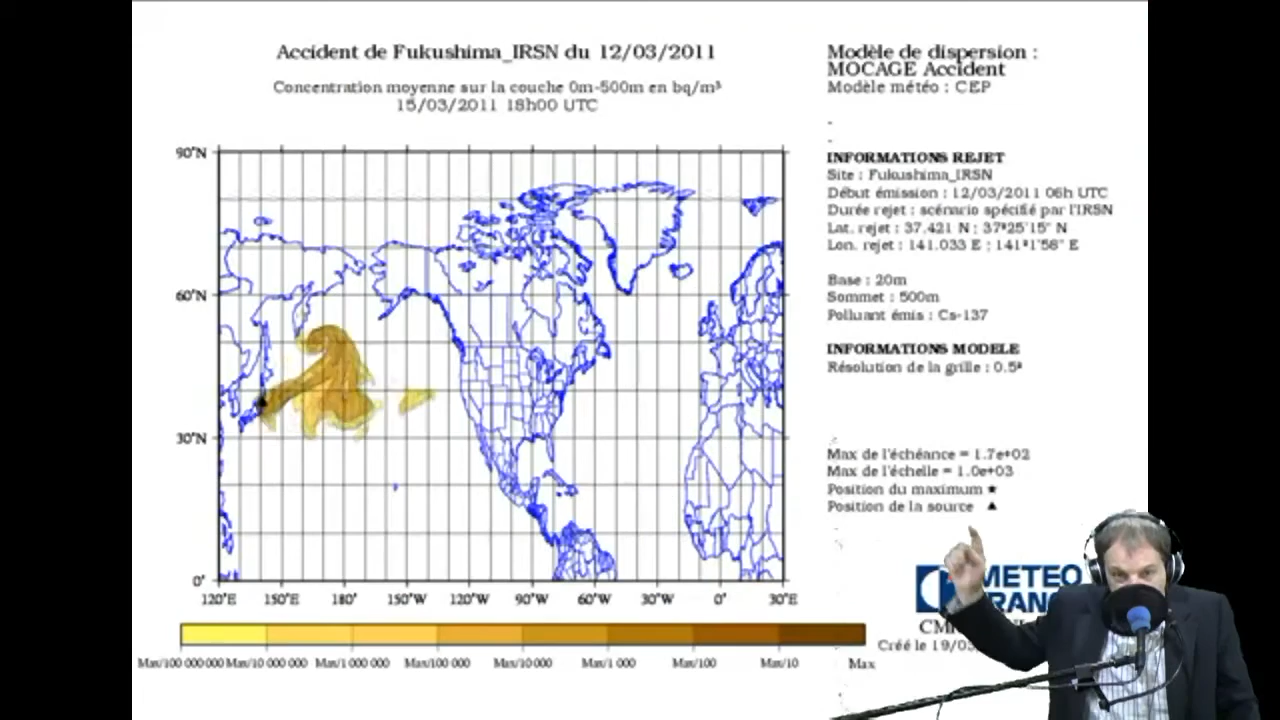 Accident de Fukushima_IRSN du 12/03/2011
Concentration moyenne sur la couche 0m-500m en bq/m³
15/03/2011 18h00 UTC
Modèle de dispersion :
MOCAGE Accident
Modèle météo : CEP
-
-
INFORMATIONS REJET
Site : Fukushima_IRSN
Début émission : 12/03/2011 06h UTC
Durée rejet : scénario spécifié par l'IRSN
Lat. rejet : 37.421 N ; 37°25'15" N
Lon. rejet : 141.033 E ; 141°1'58" E
Base : 20m
Sommet : 500m
Polluant émis : Cs-137
INFORMATIONS MODELE
Résolution de la grille : 0.5°
Max de l'échéance = 1.7e+02
Max de l'échelle = 1.0e+03
Position du maximum ★
Position de la source ▲
90°N
60°N
30°N
0°
120°E 150°E 180° 150°W 120°W 90°W 60°W 30°W 0° 30°E
Max/100 000 000 Max/10 000 000 Max/1 000 000 Max/100 000 Max/10 000 Max/1 000 Max/100 Max/10 Max
METEO
Créé le 19/03